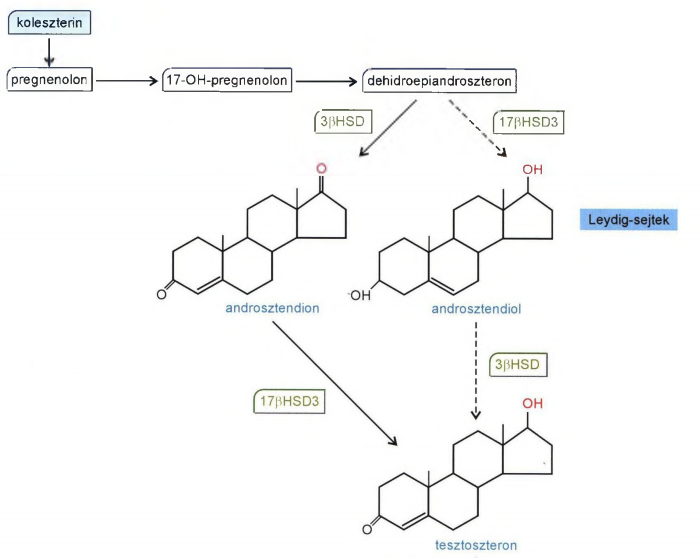 koleszterin
pregnenolon
17-OH-pregnenolon
dehidroepiandroszteron
3βHSD
17βHSD3
O
OH
Leydig-sejtek
O
OH
androsztendion
androsztendiol
3βHSD
17βHSD3
OH
O
tesztoszteron